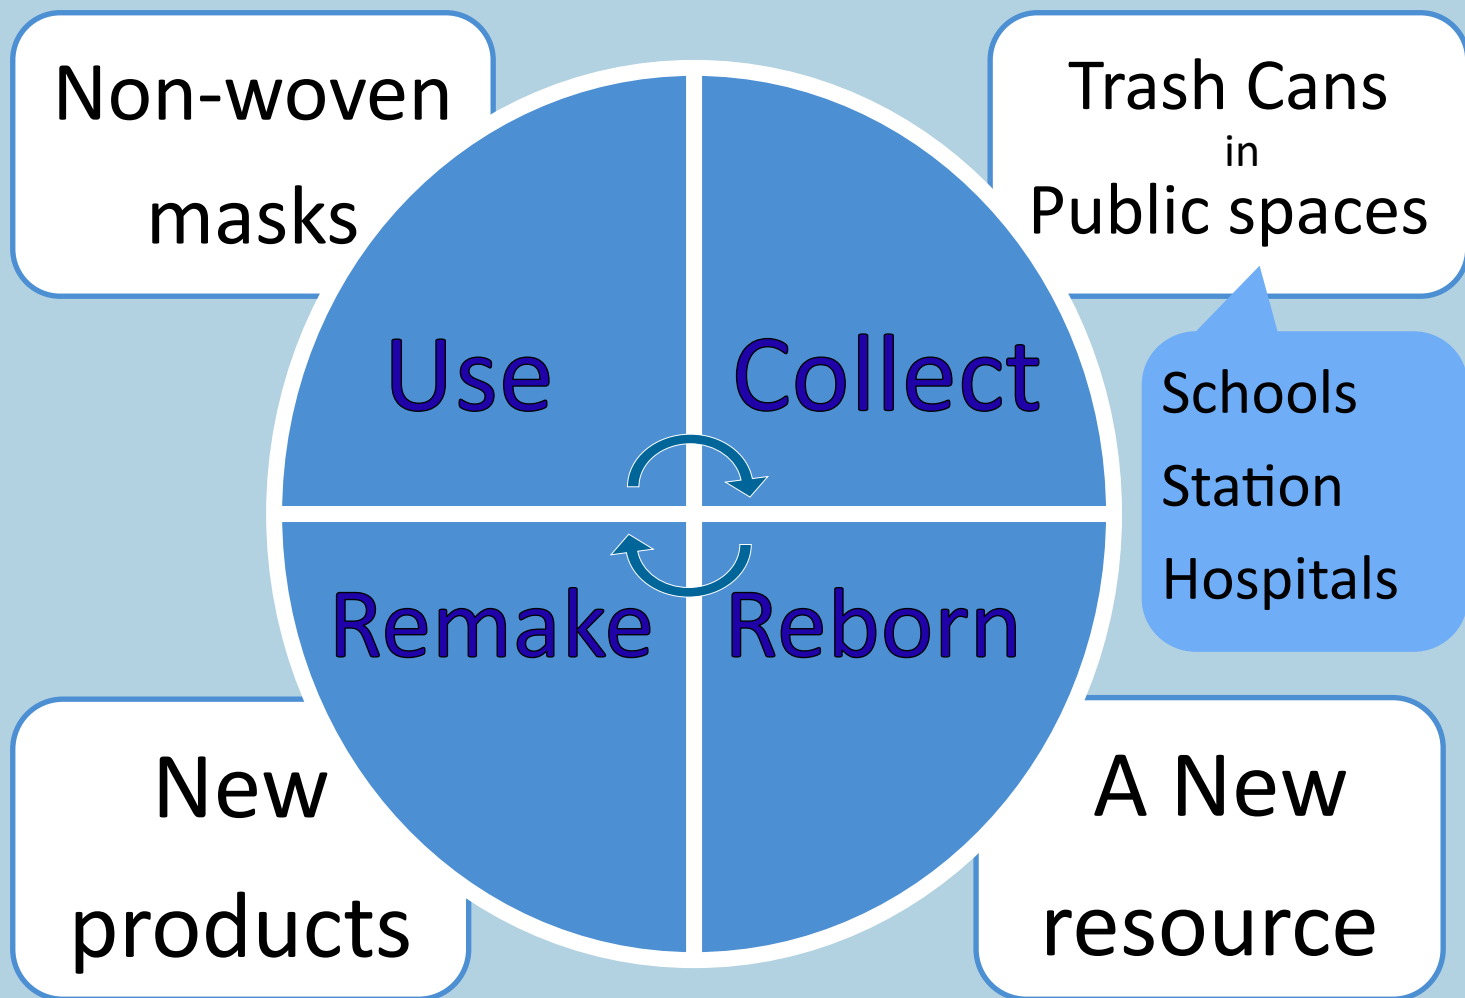 Non-woven
masks
Trash Cans
in
Public spaces
Use
Collect
Schools
Station
Hospitals
Remake
Reborn
New
products
A New
resource